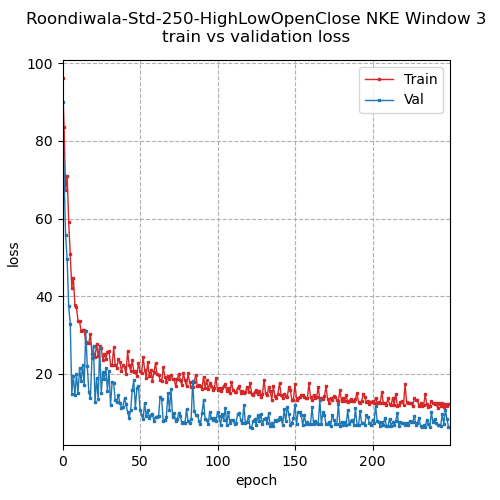 Roondiwala-Std-250-HighLowOpenClose NKE Window 3
train vs validation loss
100
80
60
40
20
loss
0
50
100
150
200
epoch
Train
Val